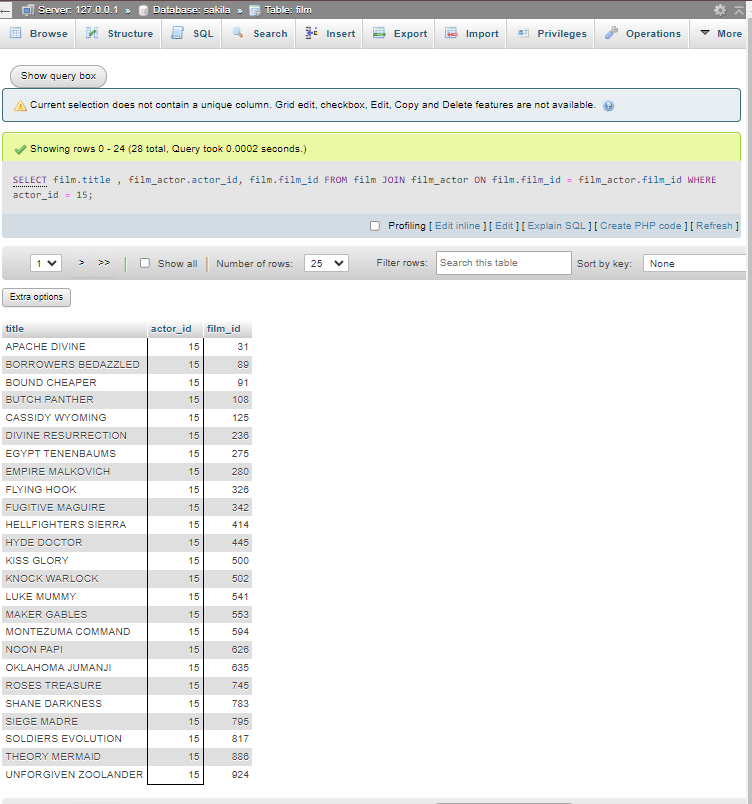 Server: 127.0.0.1 » Database: sakila » Table: film
Browse Structure SQL Search Insert Export Import Privileges Operations More
Show query box
Current selection does not contain a unique column. Grid edit, checkbox, Edit, Copy and Delete features are not available.
Showing rows 0 - 24 (28 total, Query took 0.0002 seconds.)
SELECT film.title , film_actor.actor_id, film.film_id FROM film JOIN film_actor ON film.film_id = film_actor.film_id WHERE
actor_id = 15;
Profiling [ Edit inline ] [ Edit ] [ Explain SQL ] [ Create PHP code ] [ Refresh ]
1 > >> Show all Number of rows: 25 Filter rows: Search this table Sort by key: None
Extra options
title actor_id film_id
APACHE DIVINE 15 31
BORROWERS BEDAZZLED 15 89
BOUND CHEAPER 15 91
BUTCH PANTHER 15 108
CASSIDY WYOMING 15 125
DIVINE RESURRECTION 15 236
EGYPT TENENBAUMS 15 275
EMPIRE MALKOVICH 15 280
FLYING HOOK 15 326
FUGITIVE MAGUIRE 15 342
HELLFIGHTERS SIERRA 15 414
HYDE DOCTOR 15 445
KISS GLORY 15 500
KNOCK WARLOCK 15 502
LUKE MUMMY 15 541
MAKER GABLES 15 553
MONTEZUMA COMMAND 15 594
NOON PAPI 15 626
OKLAHOMA JUMANJI 15 635
ROSES TREASURE 15 745
SHANE DARKNESS 15 783
SIEGE MADRE 15 795
SOLDIERS EVOLUTION 15 817
THEORY MERMAID 15 886
UNFORGIVEN ZOOLANDER 15 924